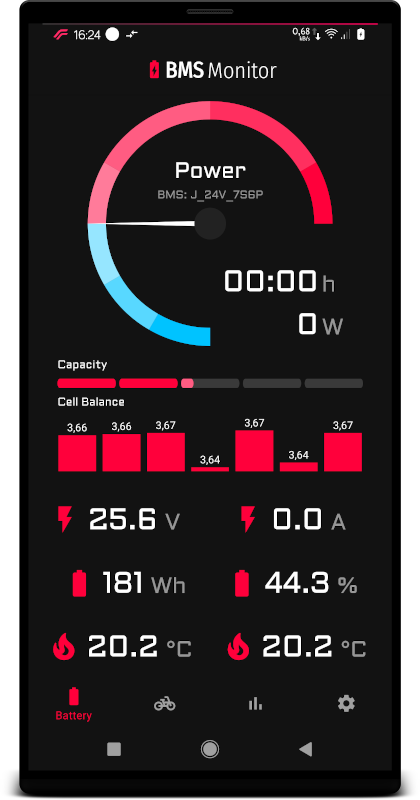 16:24
0,68
kB/s
BMS Monitor
Power
BMS: J_24V_7S6P
00:00 h
0 W
Capacity
Cell Balance
3,66 3,66 3,67 3,64 3,67 3,64 3,67
25.6 V 0.0 A
181 Wh 44.3 %
20.2 °C 20.2 °C
Battery